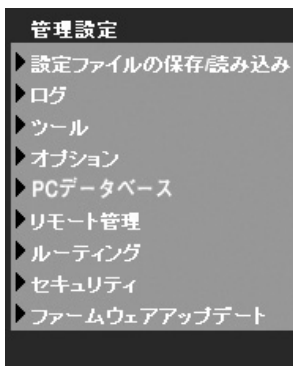 管理設定
設定ファイルの保存/読み込み
ログ
ツール
オプション
PCデータベース
リモート管理
ルーティング
セキュリティ
ファームウェアアップデート